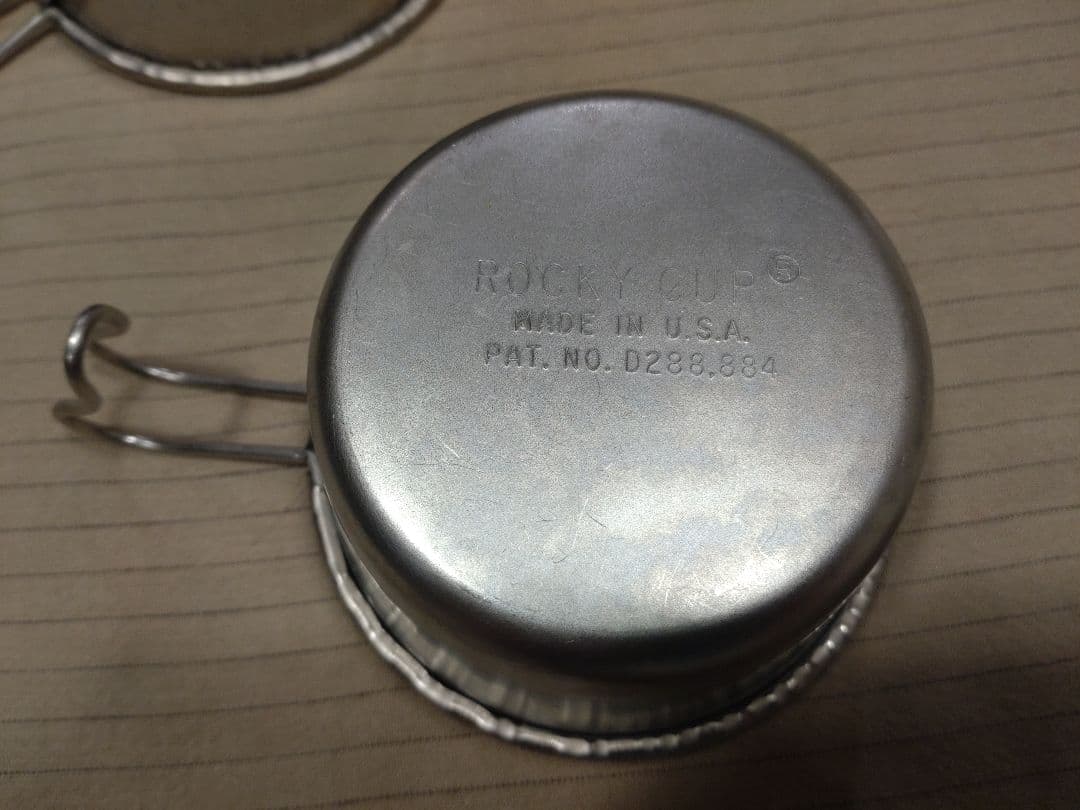 ROCKY CUP®
MADE IN U.S.A.
PAT. NO. D288,884